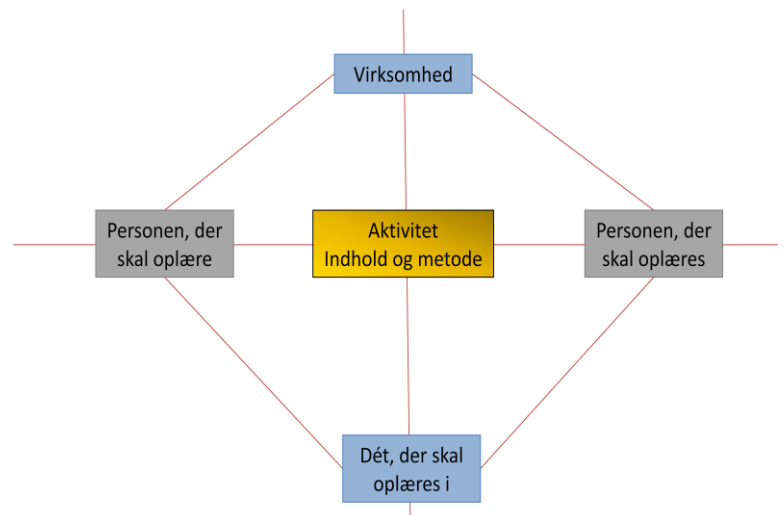 Virksomhed
Personen, der
skal oplære
Aktivitet
Indhold og metode
Personen, der
skal oplæres
Dét, der skal
oplæres i